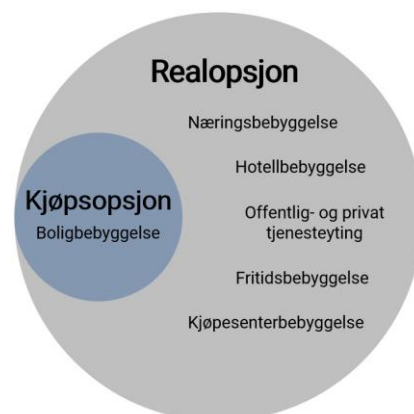 Realopsjon
Næringsbebyggelse
Hotellbebyggelse
Kjøpsopsjon
Boligbebyggelse
Offentlig- og privat
tjenesteyting
Fritidsbebyggelse
Kjøpesenterbebyggelse